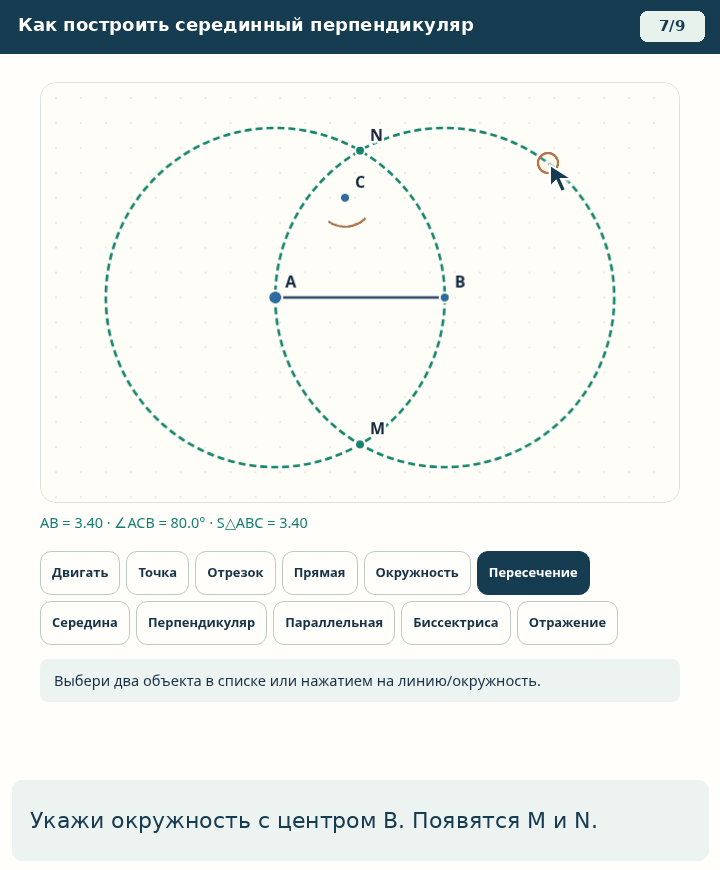 Как построить серединный перпендикуляр
7/9
N
C
A
B
M
AB = 3.40 · ∠ACB = 80.0° · S△ABC = 3.40
Двигать Точка Отрезок Прямая Окружность Пересечение
Середина Перпендикуляр Параллельная Биссектриса Отражение
Выбери два объекта в списке или нажатием на линию/окружность.
Укажи окружность с центром B. Появятся M и N.